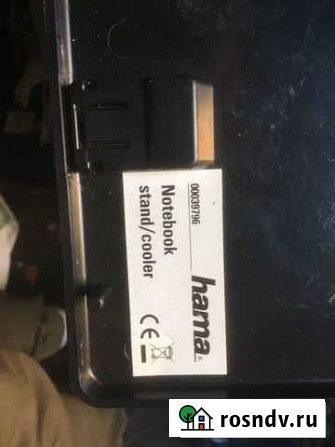 00039796
hama
Notebook
stand/cooler
CE
rosndv.ru